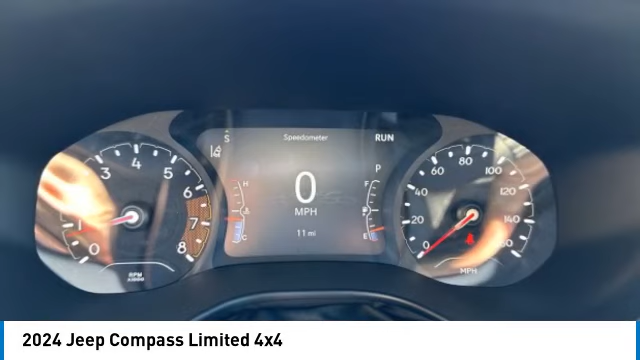 S Speedometer RUN
P
H F
0
MPH
C E
11 mi
0 1 3 4 5 6 7 8
RPM
0 20 40 60 80 100 120 140
MPH
2024 Jeep Compass Limited 4x4